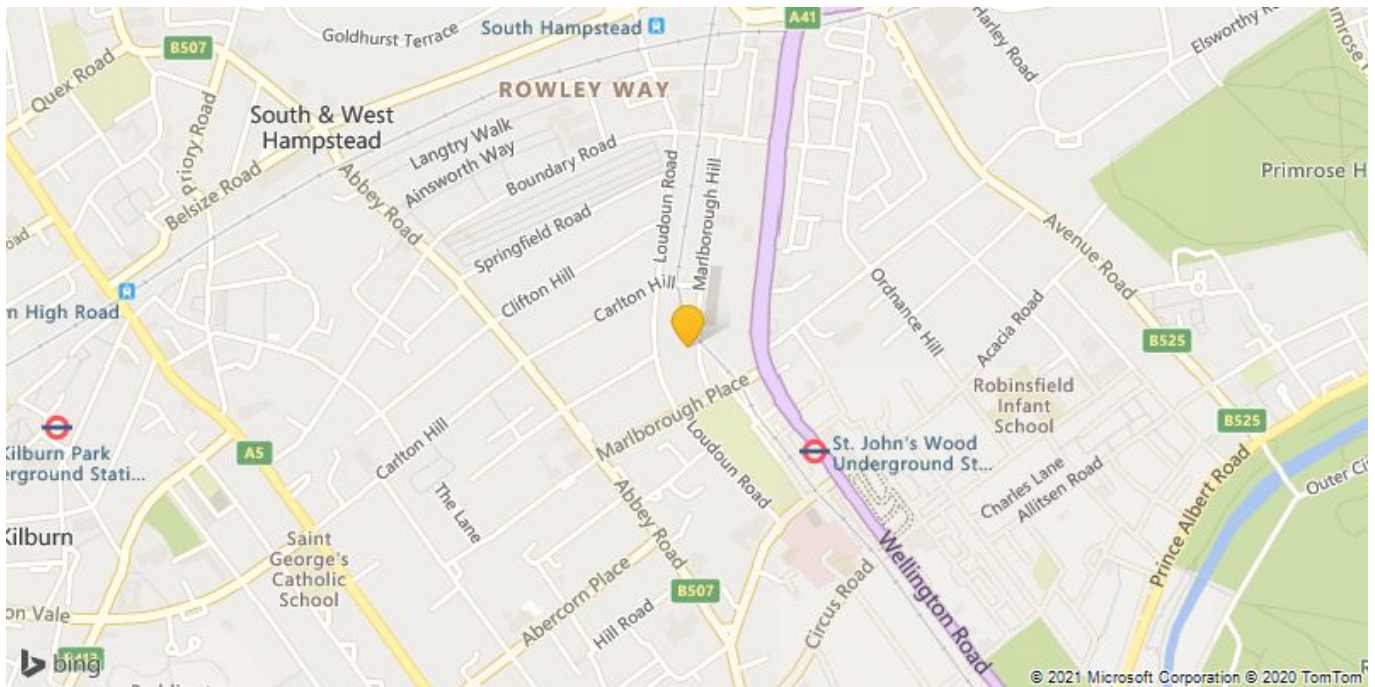 A41
Goldhurst Terrace
South Hampstead
B507
Harley Road
Elsworthy Ro
Quex Road
ROWLEY WAY
South & West
Hampstead
Priory Road
Langtry Walk
Ainsworth Way
Boundary Road
Loudoun Road
Marlborough Hill
Primrose H
Belsize Road
Abbey Road
Springfield Road
Avenue Road
oad
Clifton Hill
Carlton Hill
Ordnance Hill
Acacia Road
n High Road
B525
Robinsfield
Infant
School
Marlborough Place
B525
Kilburn Park
erground Stati...
A5
Carlton Hill
St. John's Wood
Underground St...
Loudoun Road
Charles Lane
Allitsen Road
Prince Albert Road
Outer Ci
The Lane
Abbey Road
Kilburn
Saint
George's
Catholic
School
Wellington Road
Abercorn Place
B507
Circus Road
on Vale
Hill Road
bing
© 2021 Microsoft Corporation © 2020 TomTom